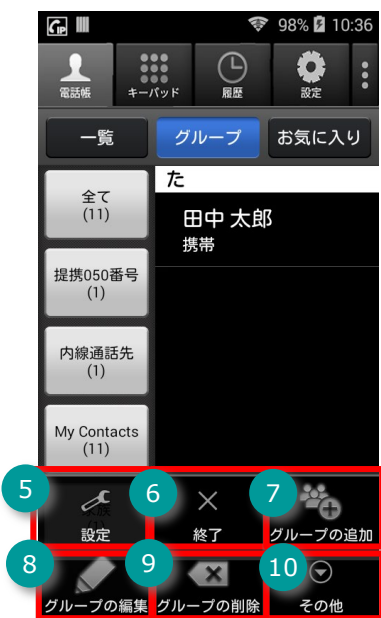 98% 10:36
電話帳 キーパッド 履歴 設定
一覧 グループ お気に入り
た
全て
(11)
田中 太郎
携帯
提携050番号
(1)
内線通話先
(1)
My Contacts
(11)
5 6 7
家族
設定 終了 グループの追加
8 9 10
グループの編集 グループの削除 その他